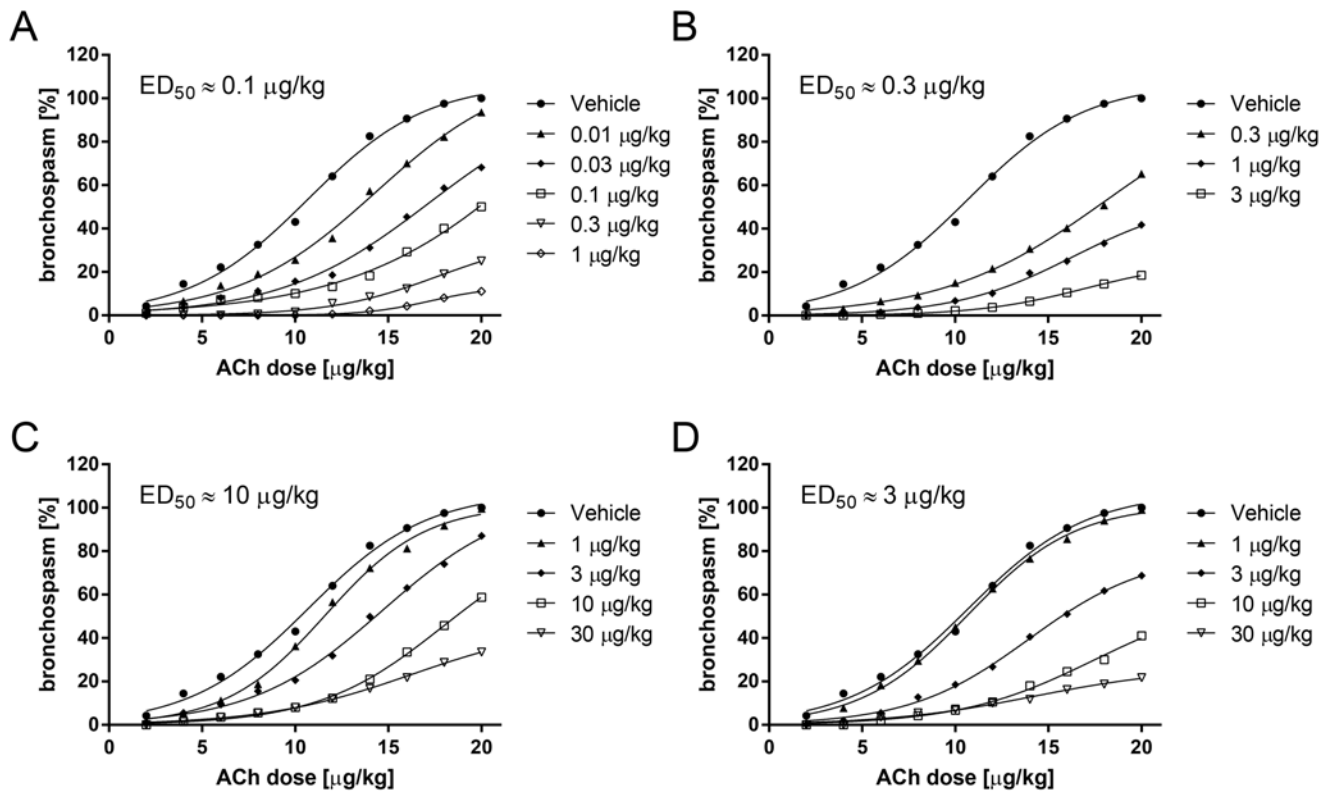 A
ED50 ≈ 0.1 μg/kg
bronchospasm [%]
120
100
80
60
40
20
0
0 5 10 15 20
ACh dose [μg/kg]
Vehicle
0.01 μg/kg
0.03 μg/kg
0.1 μg/kg
0.3 μg/kg
1 μg/kg
B
ED50 ≈ 0.3 μg/kg
bronchospasm [%]
120
100
80
60
40
20
0
0 5 10 15 20
ACh dose [μg/kg]
Vehicle
0.3 μg/kg
1 μg/kg
3 μg/kg
C
ED50 ≈ 10 μg/kg
bronchospasm [%]
120
100
80
60
40
20
0
0 5 10 15 20
ACh dose [μg/kg]
Vehicle
1 μg/kg
3 μg/kg
10 μg/kg
30 μg/kg
D
ED50 ≈ 3 μg/kg
bronchospasm [%]
120
100
80
60
40
20
0
0 5 10 15 20
ACh dose [μg/kg]
Vehicle
1 μg/kg
3 μg/kg
10 μg/kg
30 μg/kg